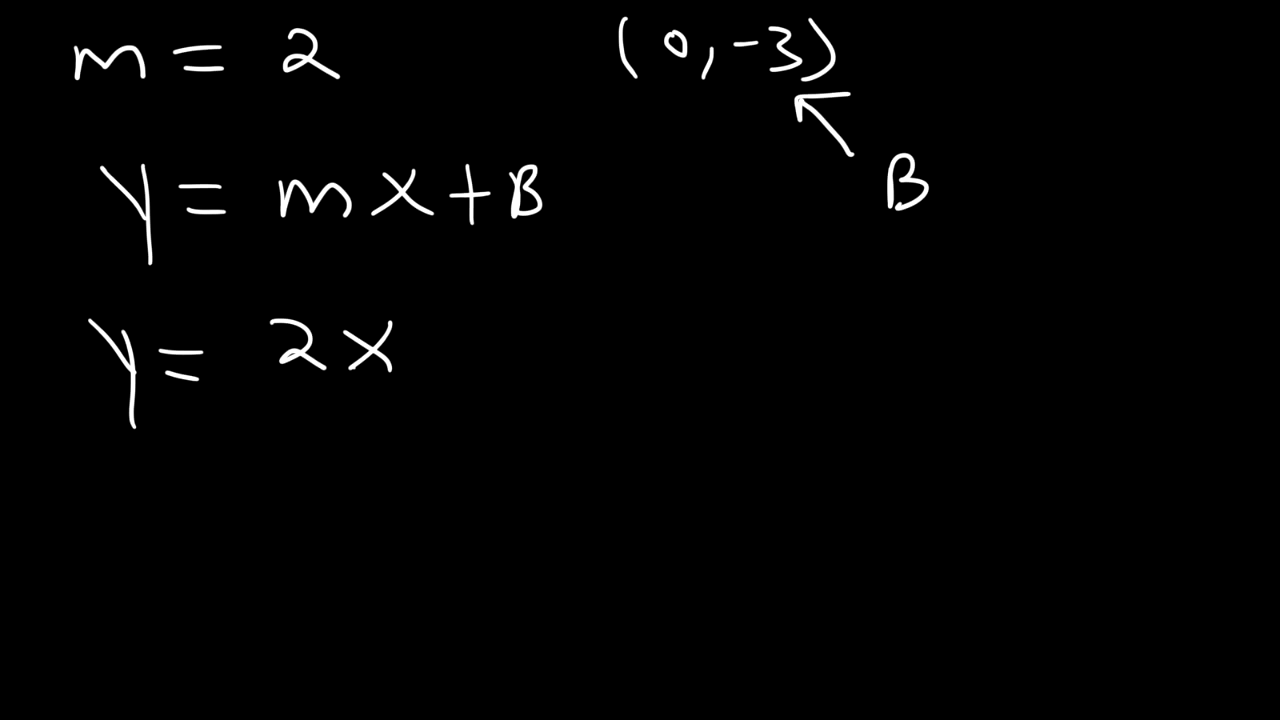 m = 2 (0, -3)
B
y = mx + B
y = 2x